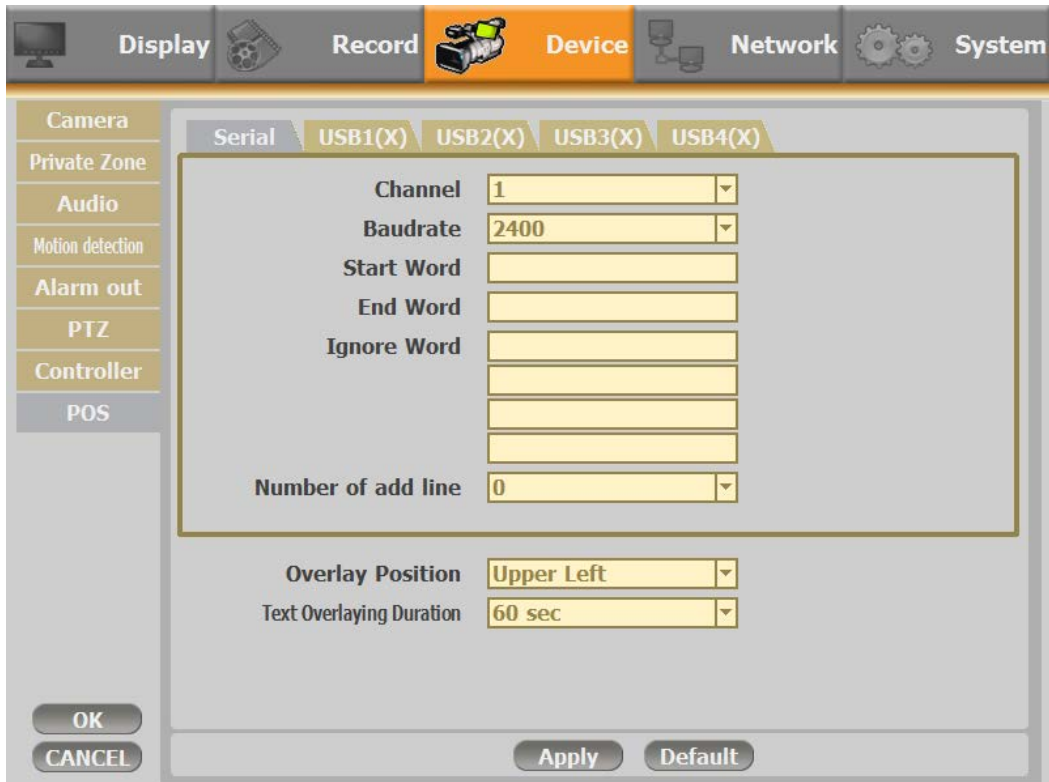 Display Record Device Network System
Camera
Private Zone
Audio
Motion detection
Alarm out
PTZ
Controller
POS
OK
CANCEL
Serial USB1(X) USB2(X) USB3(X) USB4(X)
Channel 1
Baudrate 2400
Start Word
End Word
Ignore Word
Number of add line 0
Overlay Position Upper Left
Text Overlaying Duration 60 sec
Apply Default